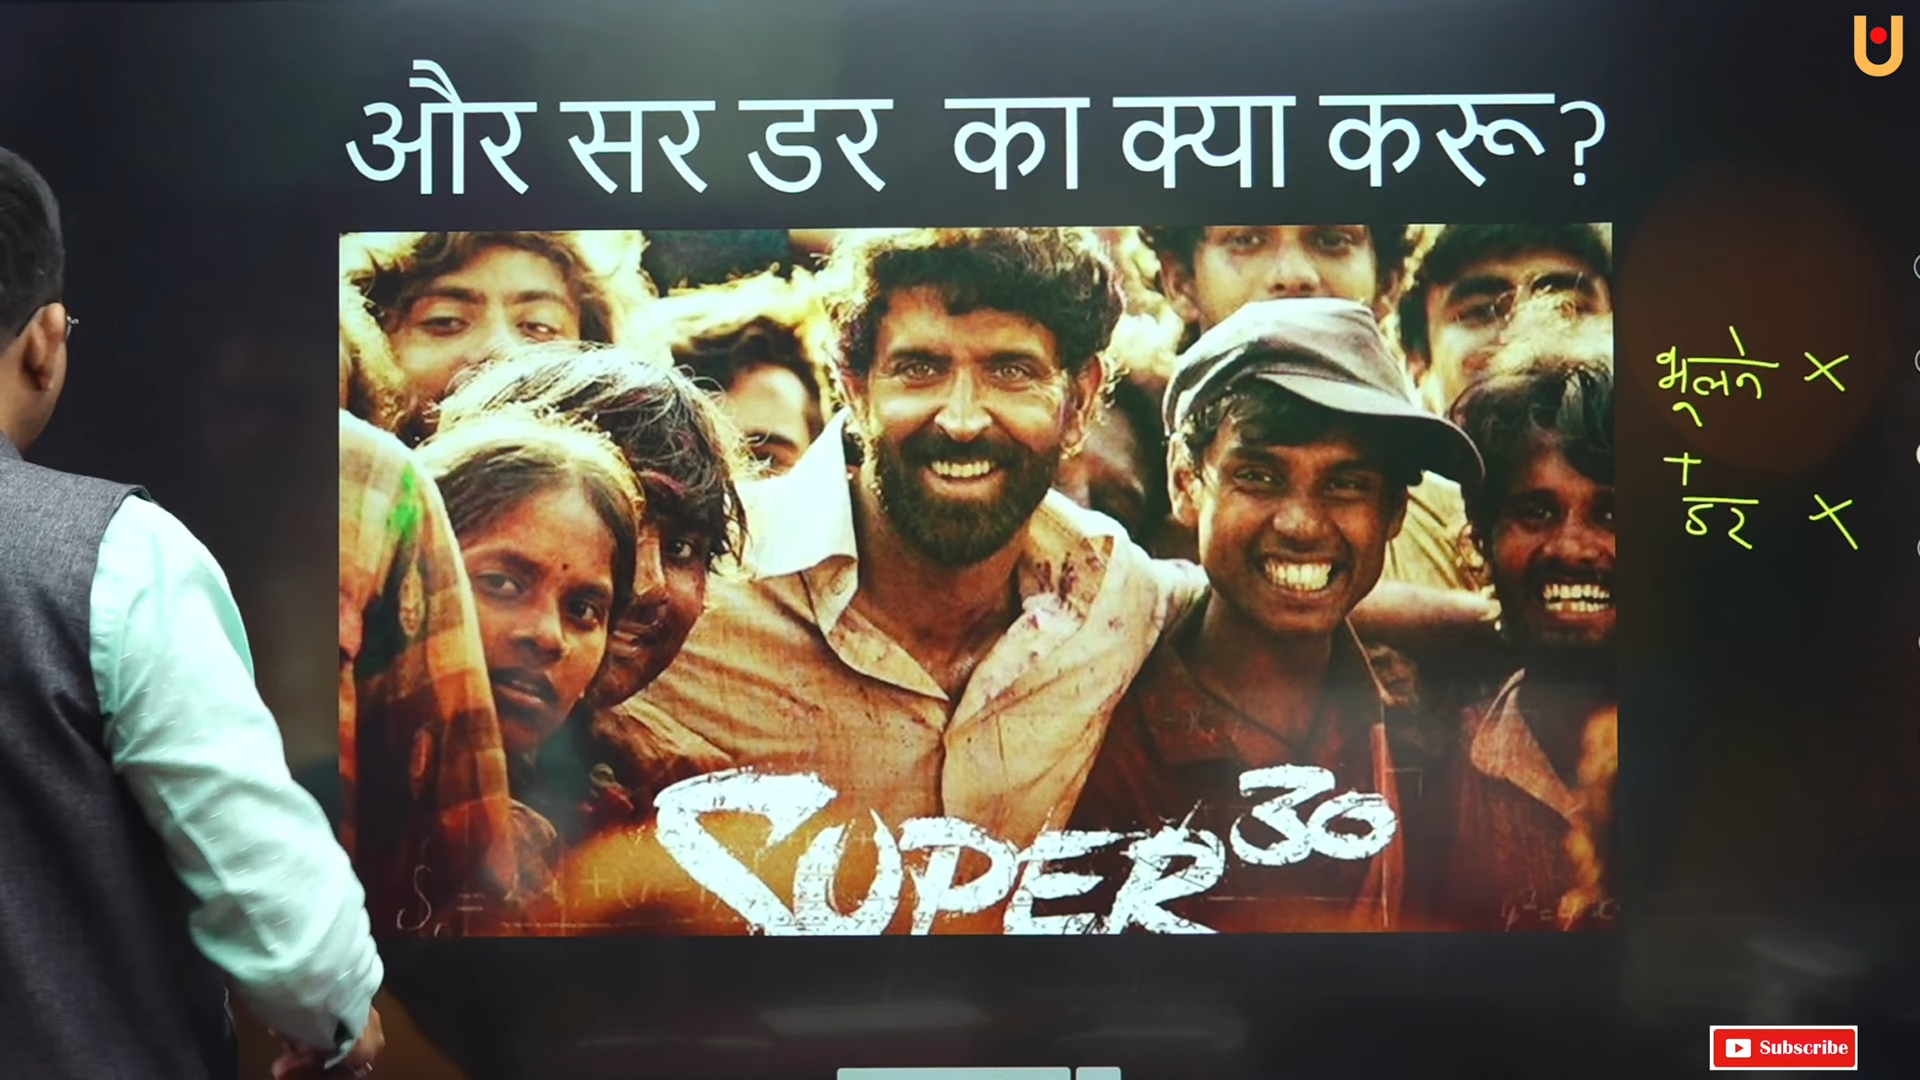 और सर डर का क्या करू?
भूलने X
+
डर X
SUPER 30
Subscribe